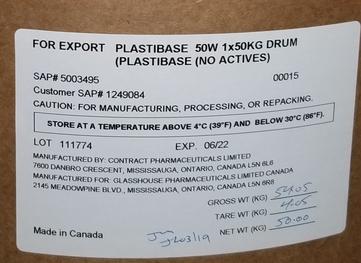 FOR EXPORT PLASTIBASE 50W 1x50KG DRUM
(PLASTIBASE (NO ACTIVES)
SAP# 5003495 00015
Customer SAP# 1249084
CAUTION: FOR MANUFACTURING, PROCESSING, OR REPACKING.
STORE AT A TEMPERATURE ABOVE 4°C (39°F) AND BELOW 30°C (86°F).
LOT 111774 EXP. 06/22
MANUFACTURED BY: CONTRACT PHARMACEUTICALS LIMITED
7600 DANBRO CRESCENT, MISSISSAUGA, ONTARIO, CANADA L5N 6L6
MANUFACTURED FOR: GLASSHOUSE PHARMACEUTICALS LIMITED CANADA
2145 MEADOWPINE BLVD., MISSISSAUGA, ONTARIO, CANADA L5N 6R8
GROSS WT (KG) 54.05
TARE WT (KG) 4.05
NET WT (KG) 50.00
Made in Canada